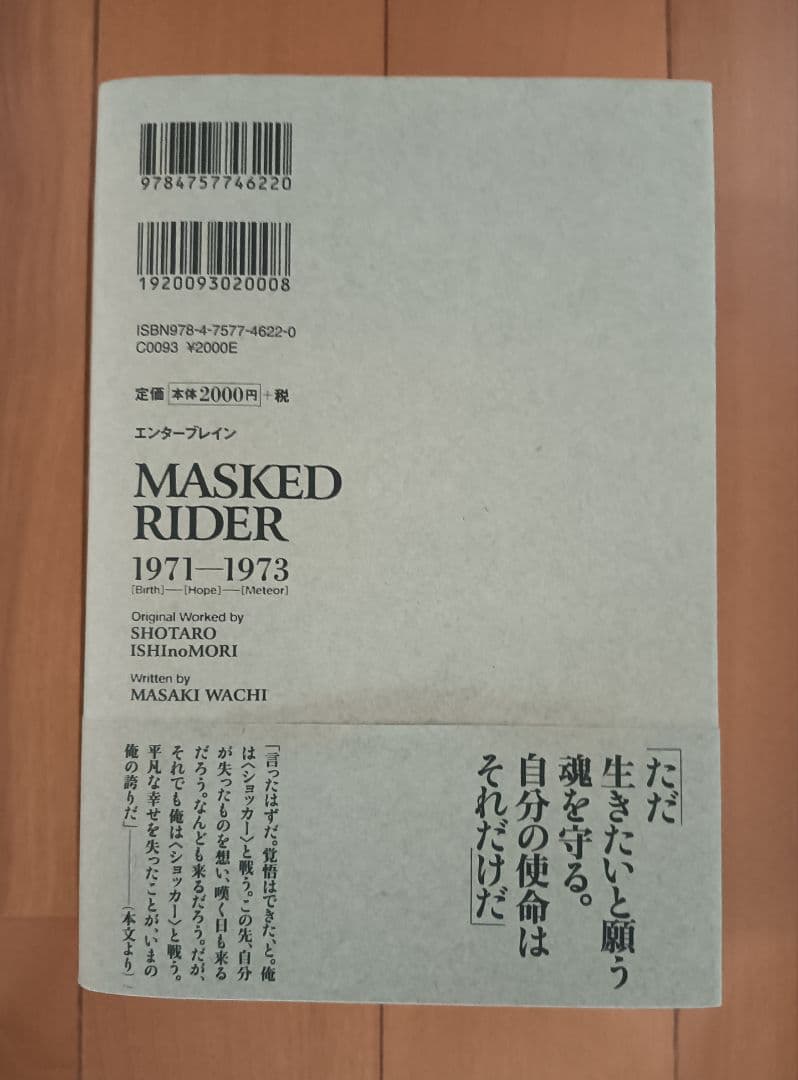 9784757746220
1920093020008
ISBN978-4-7577-4622-0
C0093 ¥2000E
定価 本体2000円+税
エンターブレイン
MASKED
RIDER
1971—1973
[Birth]—[Hope]—[Meteor]
Original Worked by
SHOTARO
ISHInoMORI
Written by
MASAKI WACHI
「ただ
生きたいと願う
魂を守る。
自分の使命は
それだけだ」
「言ったはずだ。覚悟はできた、と。俺
は〈ショッカー〉と戦う。この先、自分
が失ったものを想い、嘆く日も来る
だろう。なんども来るだろう。だが、
それでも俺は〈ショッカー〉と戦う。
平凡な幸せを失ったことが、いまの
俺の誇りだ」————(本文より)